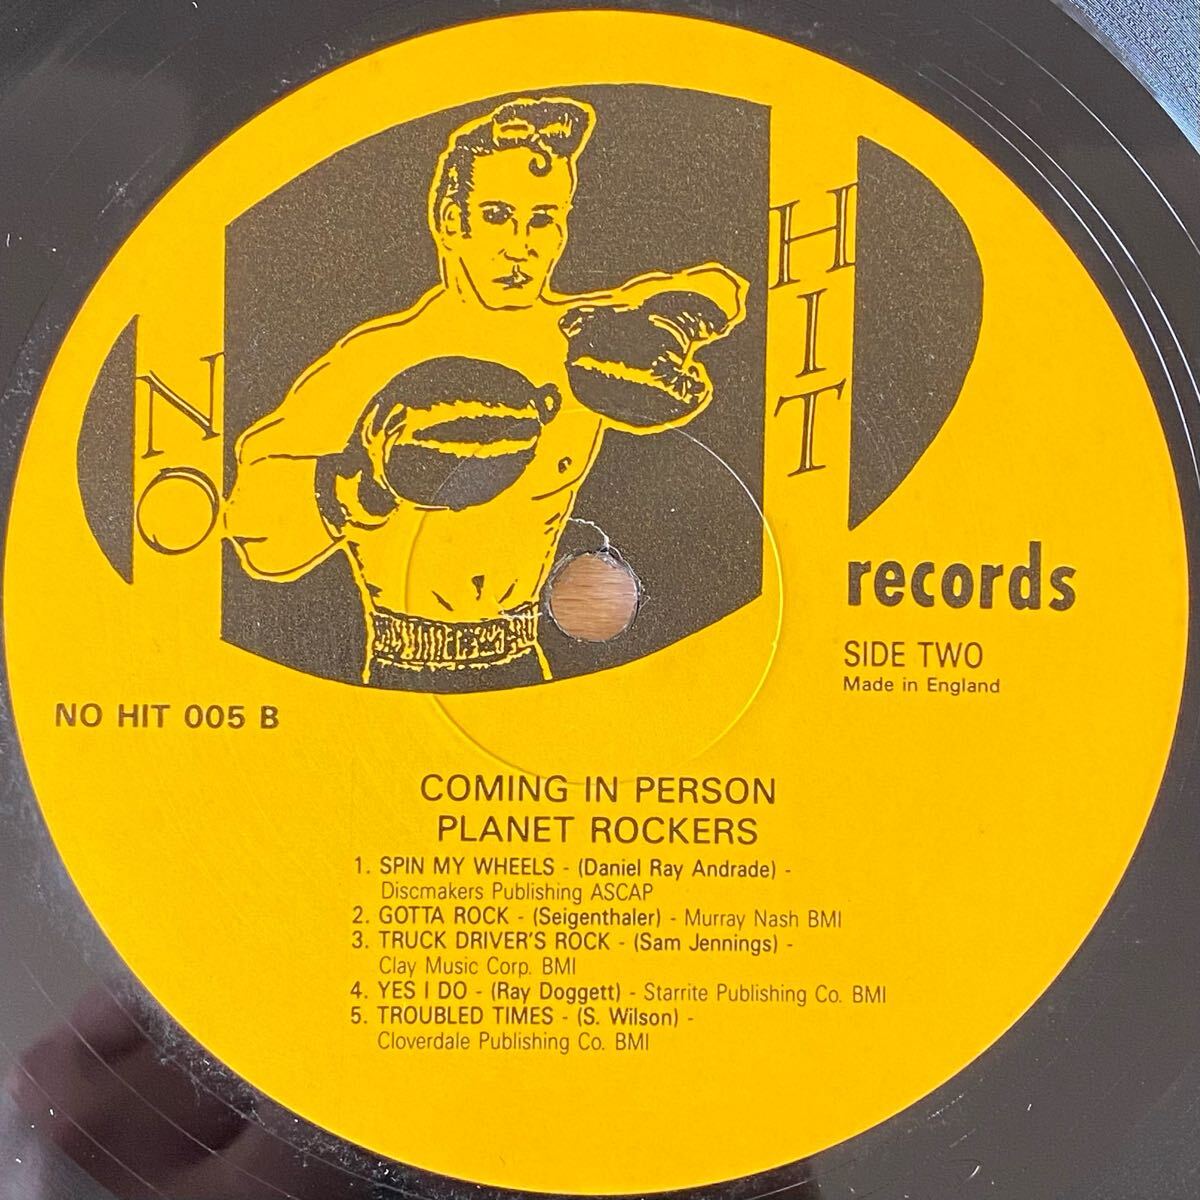 NO
HIT
records
SIDE TWO
Made in England
NO HIT 005 B
COMING IN PERSON
PLANET ROCKERS
1. SPIN MY WHEELS - (Daniel Ray Andrade) -
Discmakers Publishing ASCAP
2. GOTTA ROCK - (Seigenthaler) - Murray Nash BMI
3. TRUCK DRIVER'S ROCK - (Sam Jennings) -
Clay Music Corp. BMI
4. YES I DO - (Ray Doggett) - Starrite Publishing Co. BMI
5. TROUBLED TIMES - (S. Wilson) -
Cloverdale Publishing Co. BMI